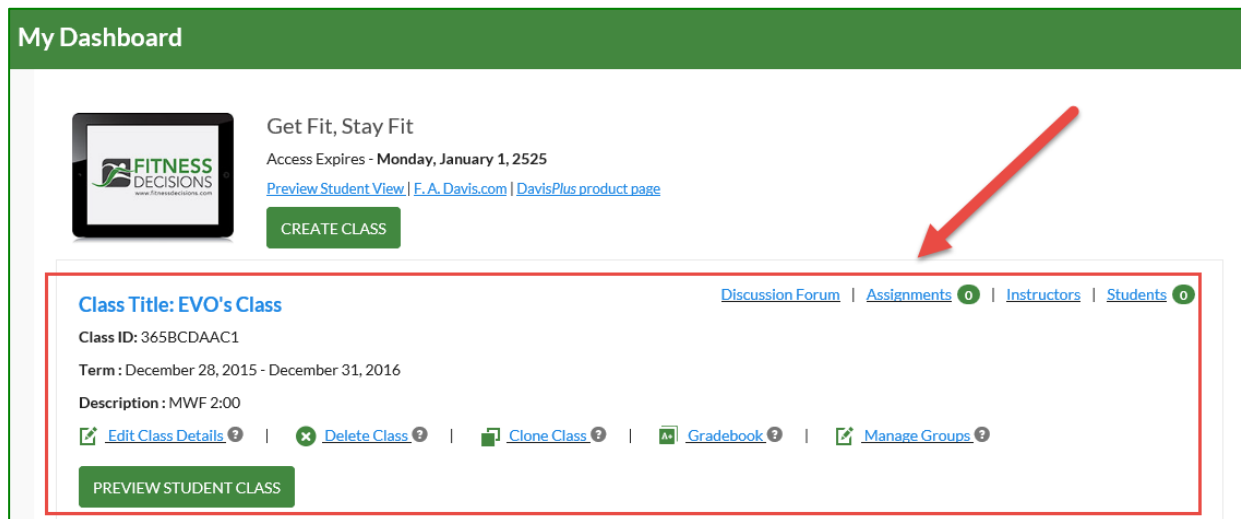 My Dashboard
FITNESS
DECISIONS
www.fitnessdecisions.com
Get Fit, Stay Fit
Access Expires - Monday, January 1, 2525
Preview Student View | F. A. Davis.com | DavisPlus product page
CREATE CLASS
Class Title: EVO's Class
Discussion Forum | Assignments 0 | Instructors | Students 0
Class ID: 365BCDAAC1
Term : December 28, 2015 - December 31, 2016
Description : MWF 2:00
Edit Class Details ? | Delete Class ? | Clone Class ? | A+ Gradebook ? | Manage Groups ?
PREVIEW STUDENT CLASS